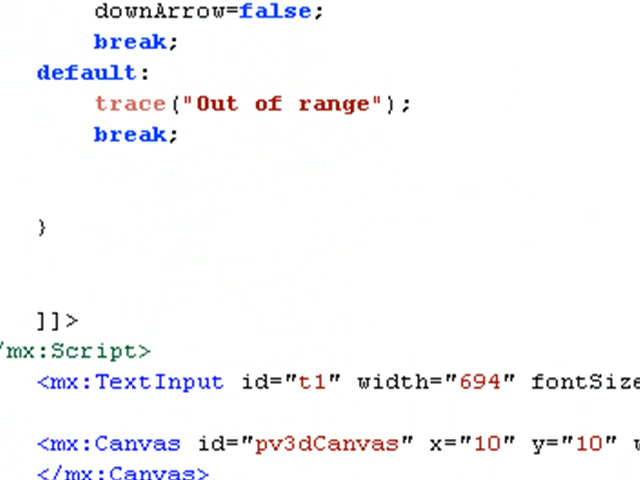 downArrow=false;
break;
default:
trace("Out of range");
break;
}
]]>
/mx:Script>
<mx:TextInput id="t1" width="694" fontSize
<mx:Canvas id="pv3dCanvas" x="10" y="10"
</mx:Canvas>